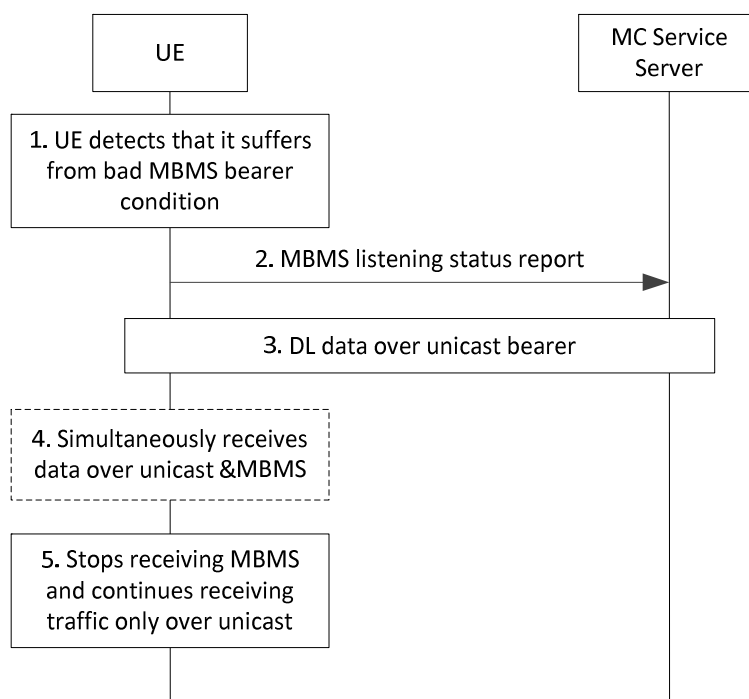 UE
MC Service
Server
1. UE detects that it suffers
from bad MBMS bearer
condition
2. MBMS listening status report
3. DL data over unicast bearer
4. Simultaneously receives
data over unicast &MBMS
5. Stops receiving MBMS
and continues receiving
traffic only over unicast